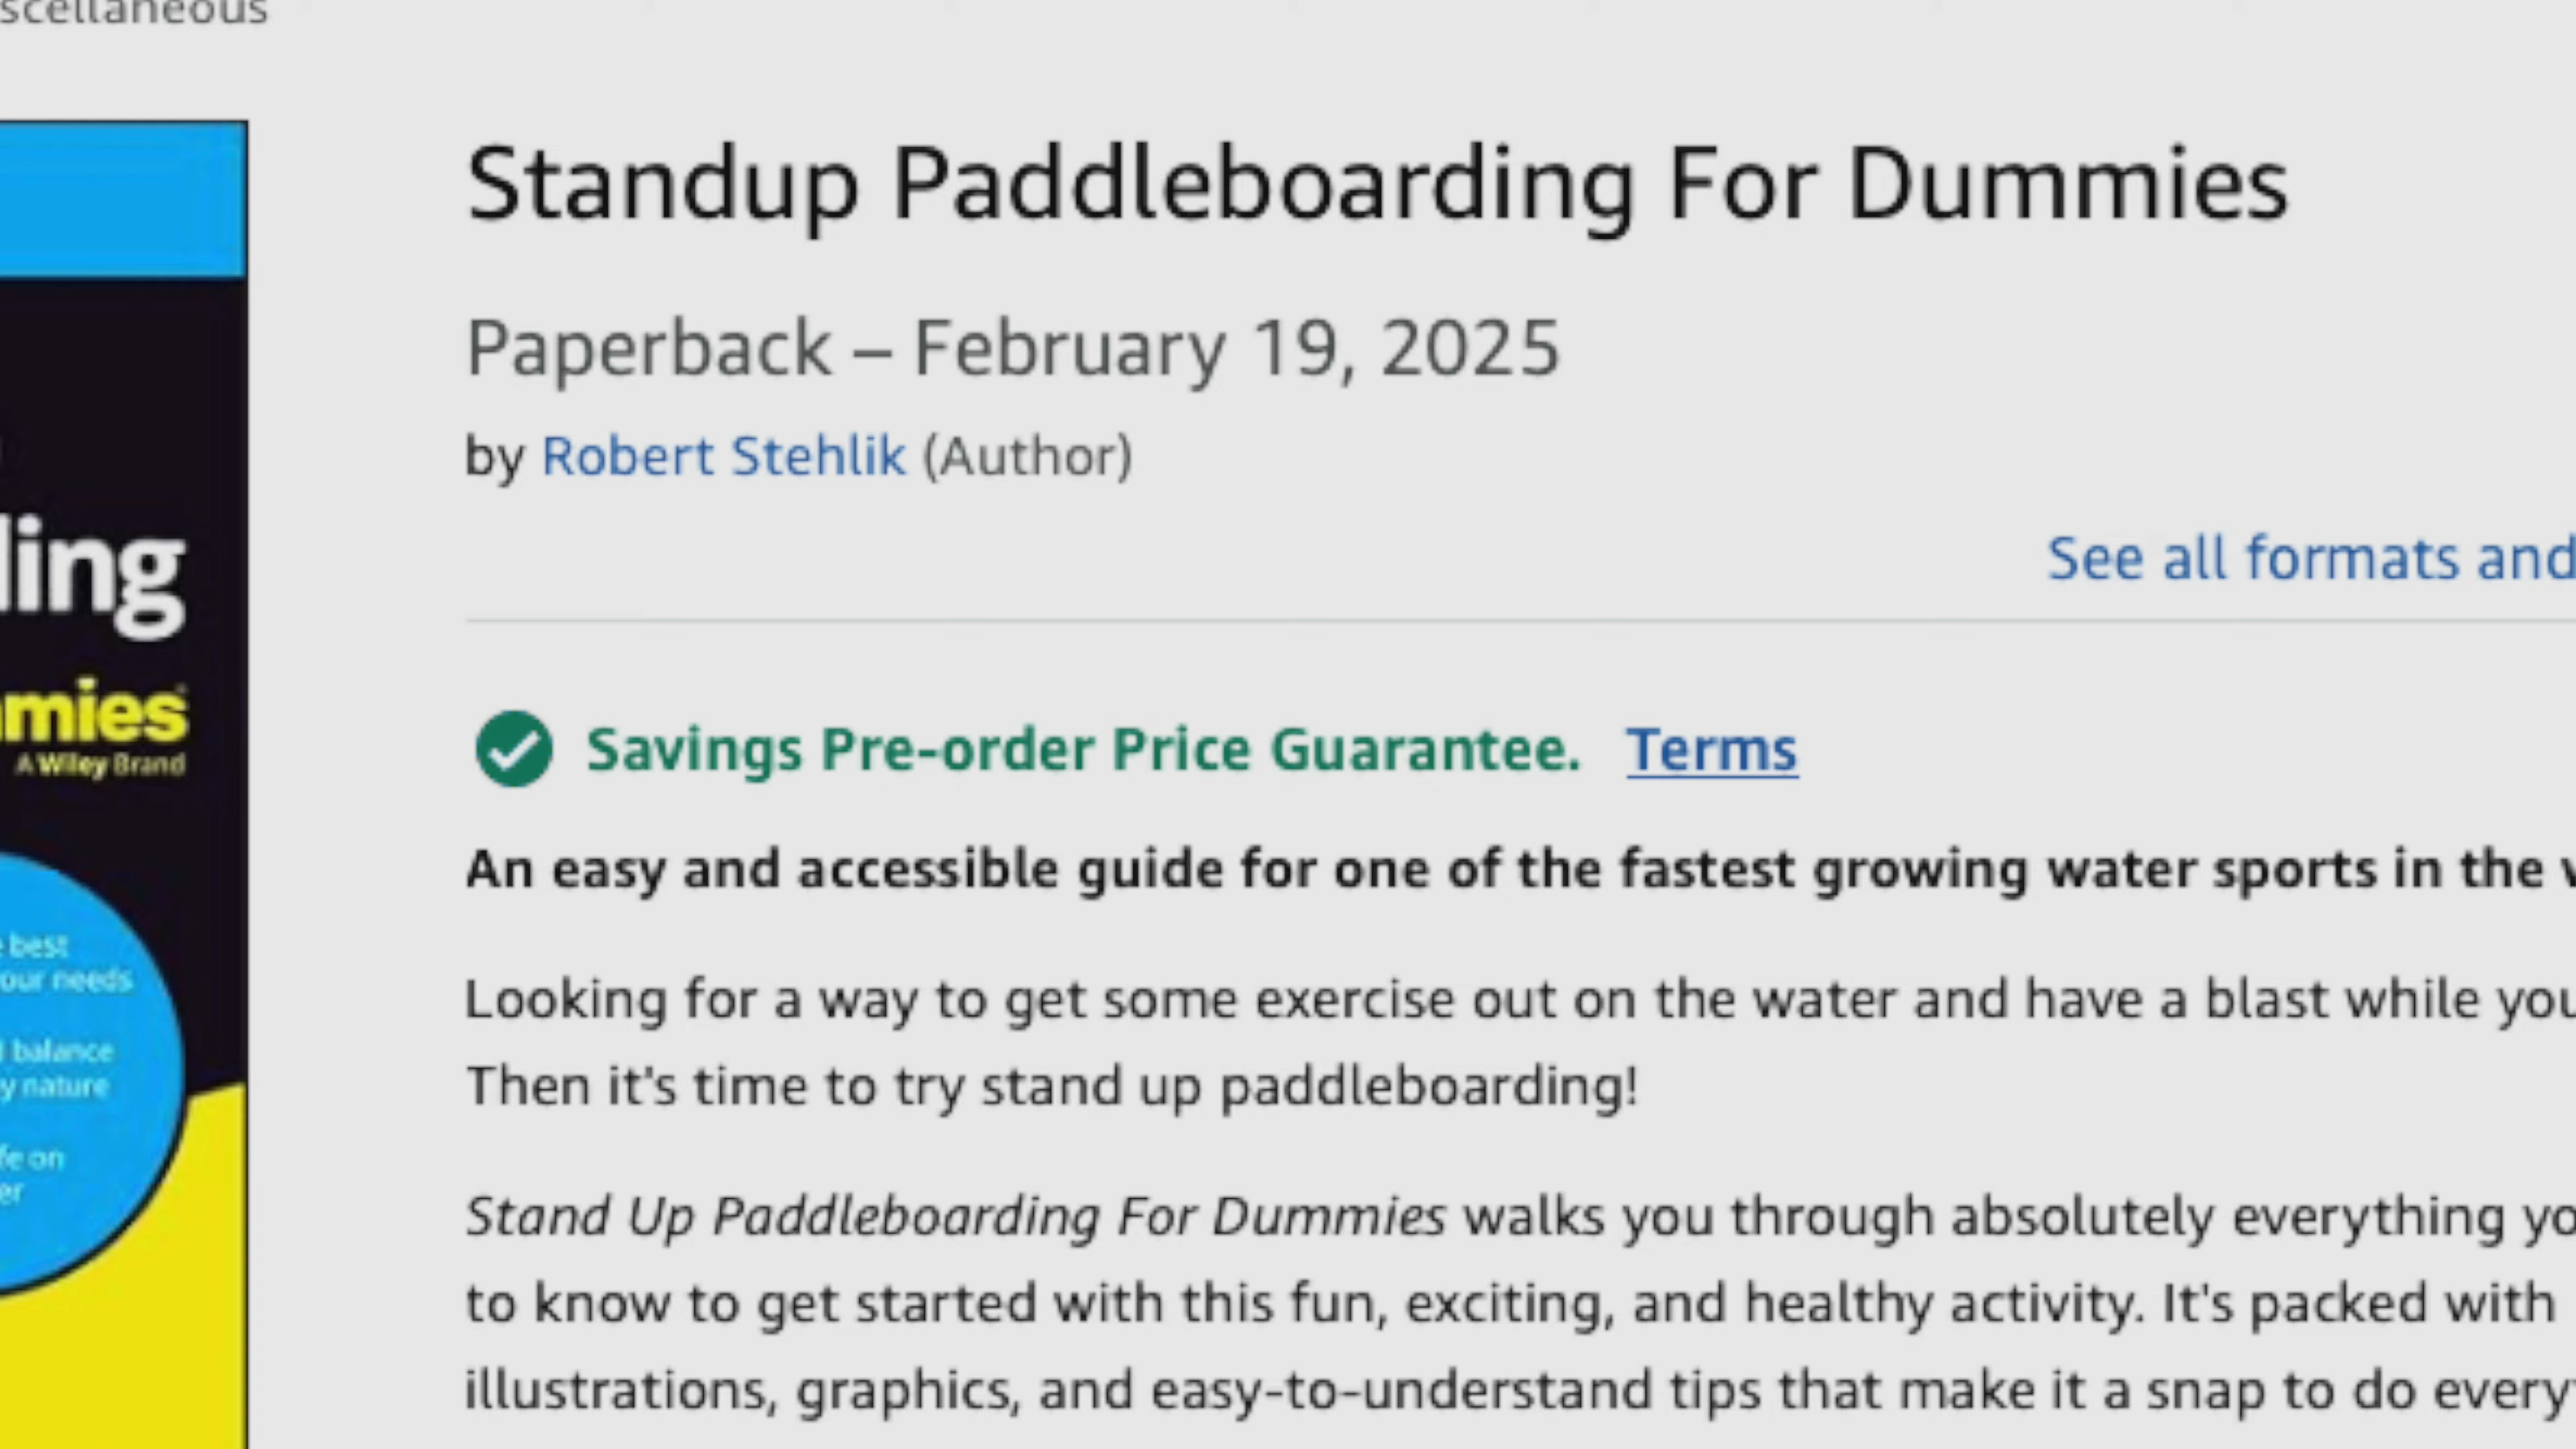 Standup Paddleboarding For Dummies
Paperback – February 19, 2025
by Robert Stehlik (Author)
ing
See all formats and
mies
A Wiley Brand
Savings Pre-order Price Guarantee. Terms
An easy and accessible guide for one of the fastest growing water sports in the
best
our needs
Looking for a way to get some exercise out on the water and have a blast while you
balance
y nature
Then it's time to try stand up paddleboarding!
fe on
er
Stand Up Paddleboarding For Dummies walks you through absolutely everything yo
to know to get started with this fun, exciting, and healthy activity. It's packed with
illustrations, graphics, and easy-to-understand tips that make it a snap to do every